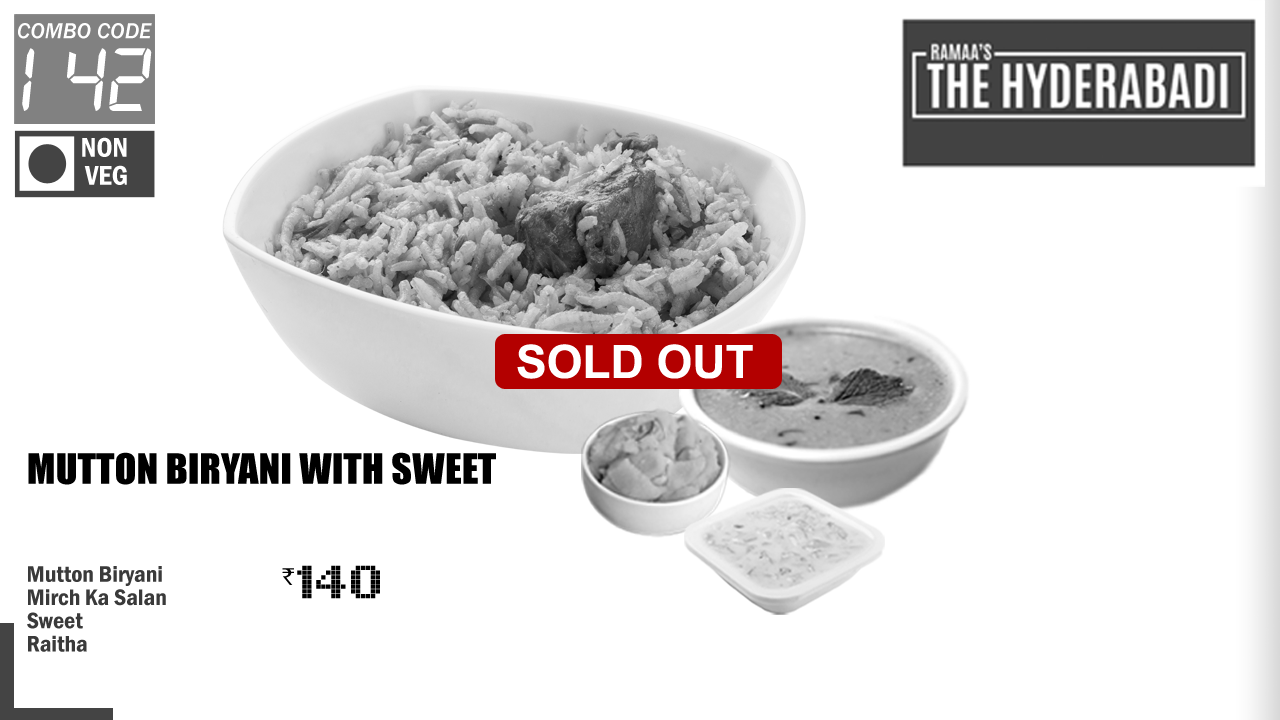 COMBO CODE
142
NON
VEG
RAMAA'S
THE HYDERABADI
SOLD OUT
MUTTON BIRYANI WITH SWEET
Mutton Biryani
Mirch Ka Salan
Sweet
Raitha
₹140